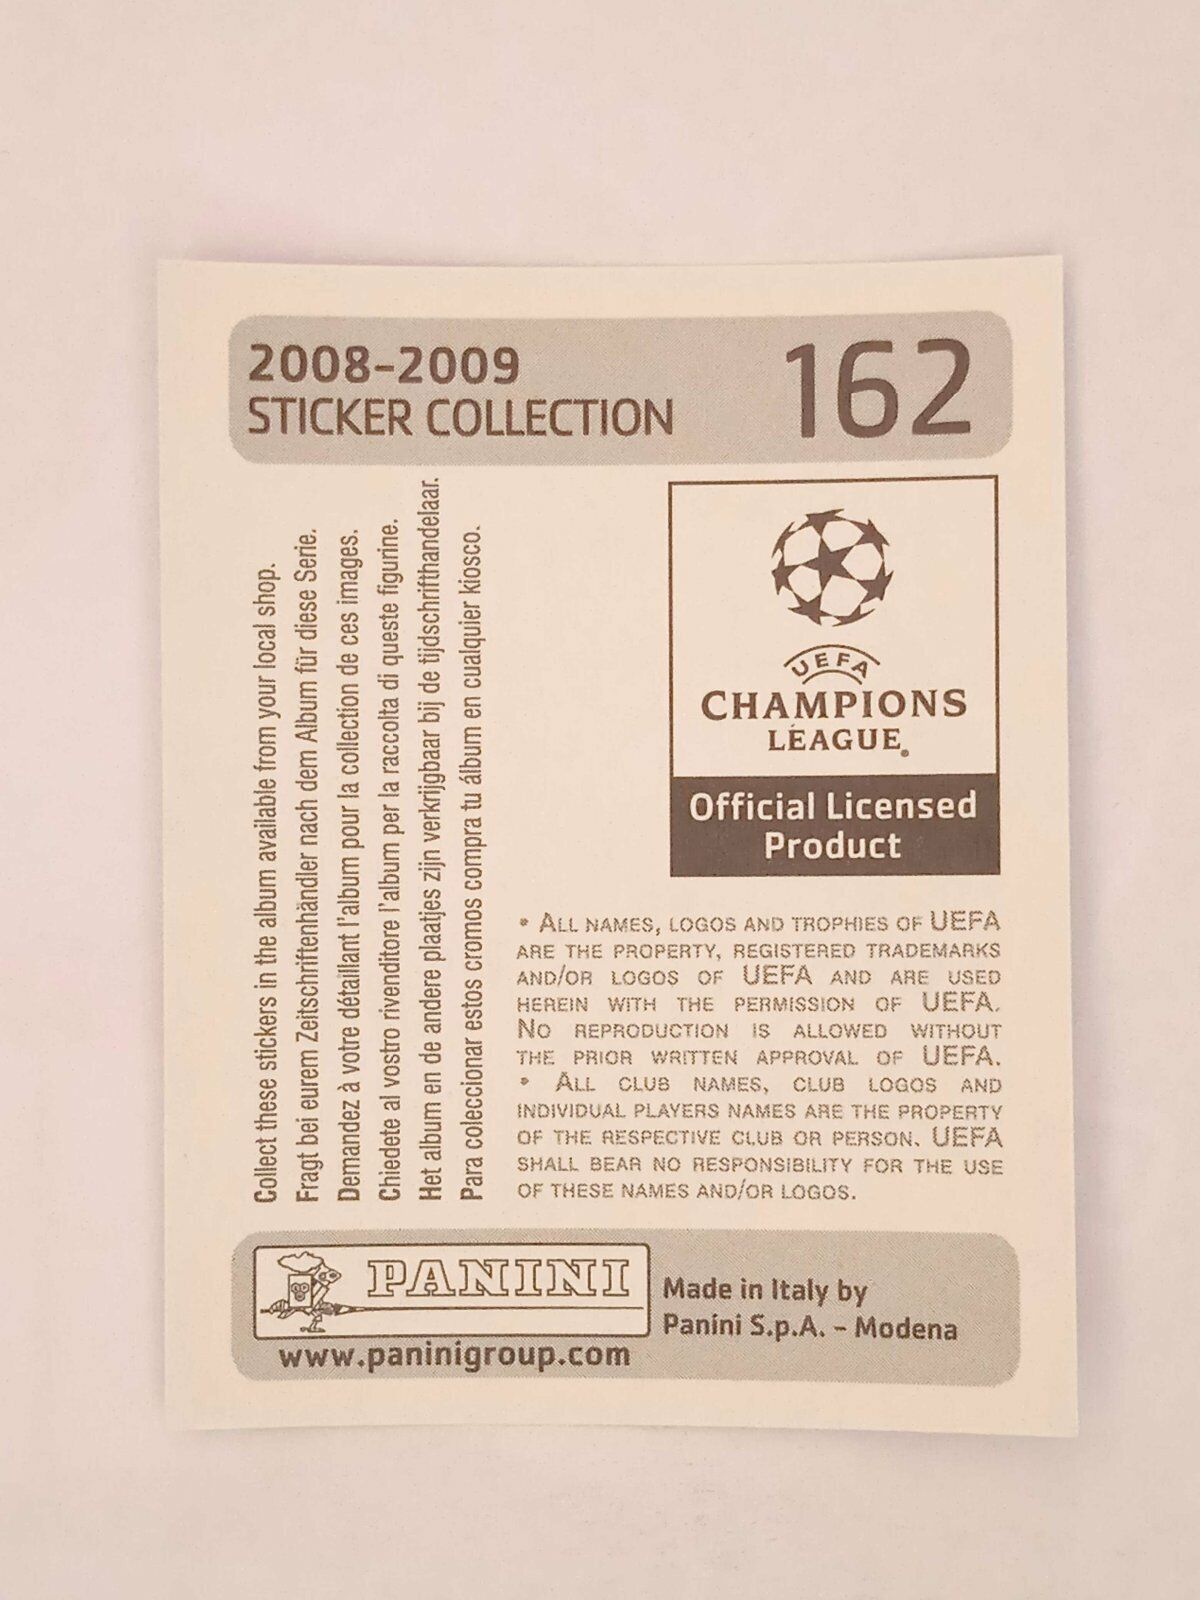 2008-2009
STICKER COLLECTION
162
Collect these stickers in the album available from your local shop.
Fragt bei eurem Zeitschriftenhändler nach dem Album für diese Serie.
Demandez à votre détaillant l'album pour la collection de ces images.
Chiedete al vostro rivenditore l'album per la raccolta di queste figurine.
Het album en de andere plaatjes zijn verkrijgbaar bij de tijdschrifthandelaar.
Para coleccionar estos cromos compra tu álbum en cualquier kiosco.
UEFA
CHAMPIONS
LEAGUE®
Official Licensed
Product
• ALL NAMES, LOGOS AND TROPHIES OF UEFA
ARE THE PROPERTY, REGISTERED TRADEMARKS
AND/OR LOGOS OF UEFA AND ARE USED
HEREIN WITH THE PERMISSION OF UEFA.
NO REPRODUCTION IS ALLOWED WITHOUT
THE PRIOR WRITTEN APPROVAL OF UEFA.
• ALL CLUB NAMES, CLUB LOGOS AND
INDIVIDUAL PLAYERS NAMES ARE THE PROPERTY
OF THE RESPECTIVE CLUB OR PERSON. UEFA
SHALL BEAR NO RESPONSIBILITY FOR THE USE
OF THESE NAMES AND/OR LOGOS.
PANINI
www.paninigroup.com
Made in Italy by
Panini S.p.A. - Modena